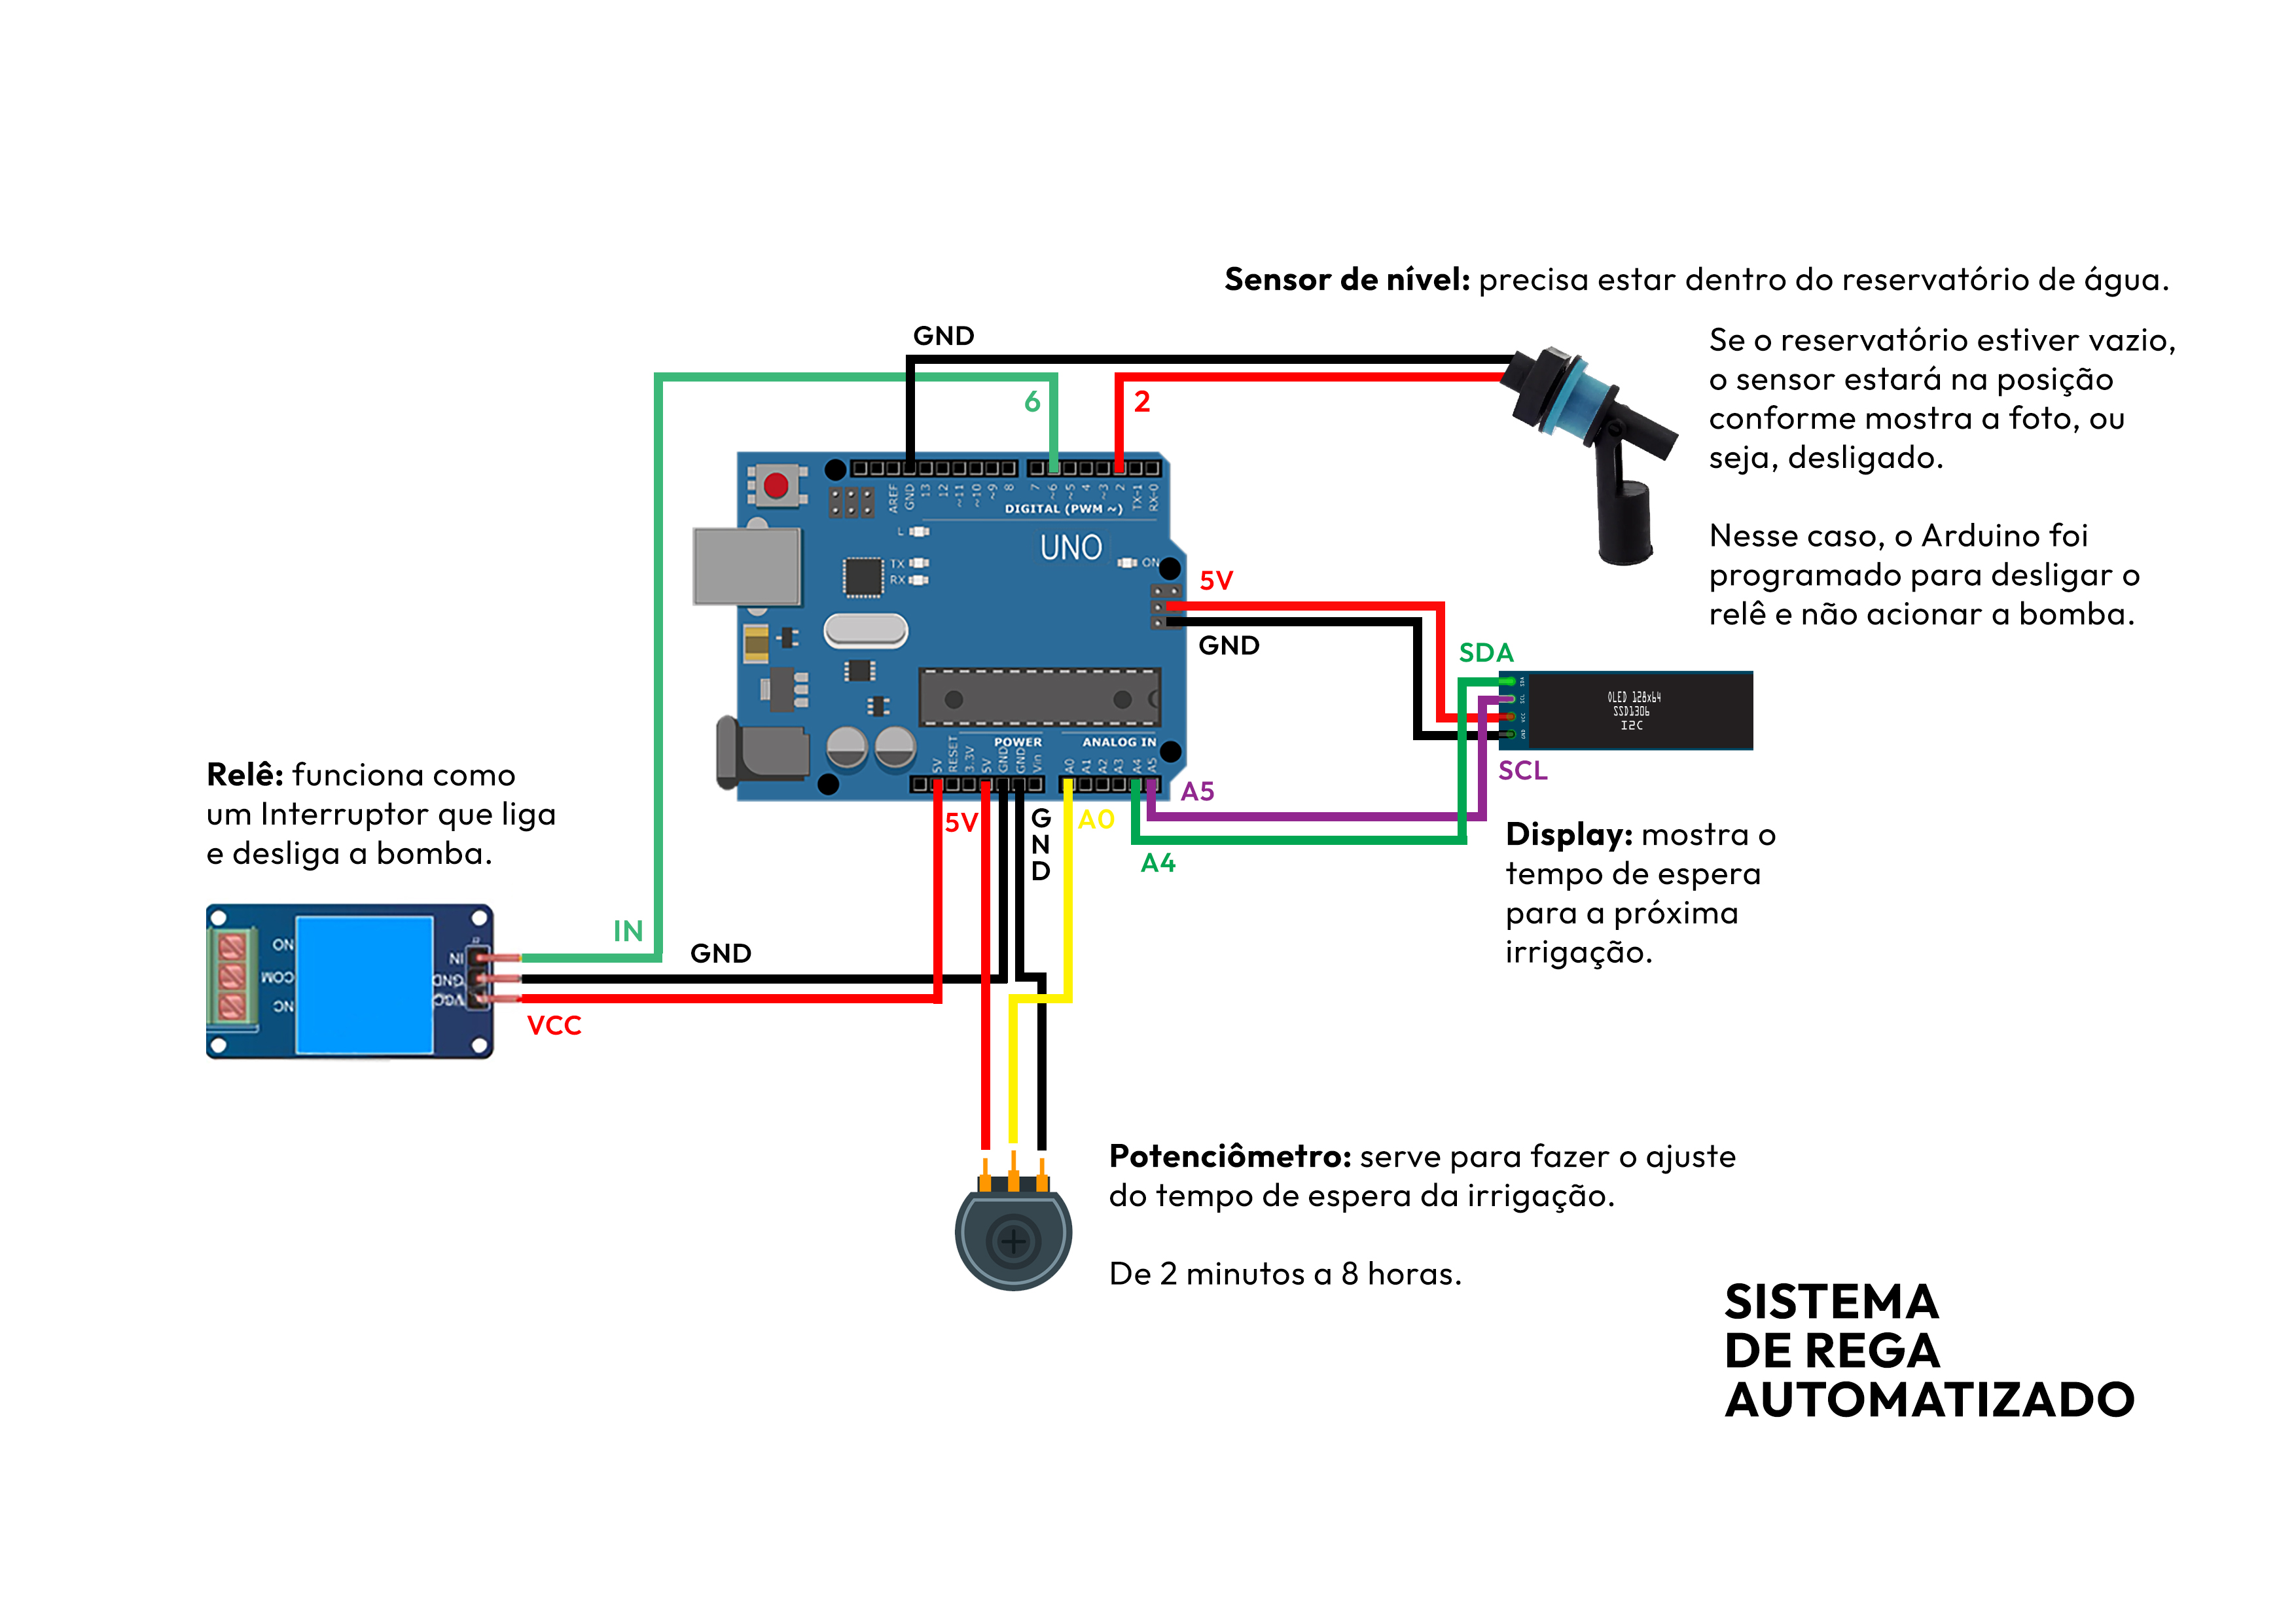 Sensor de nível: precisa estar dentro do reservatório de água.
Se o reservatório estiver vazio,
o sensor estará na posição
conforme mostra a foto, ou
seja, desligado.
Nesse caso, o Arduino foi
programado para desligar o
relê e não acionar a bomba.
GND
6
2
AREF
GND
13
12
~11
~10
~9
8
7
~6
~5
4
~3
2
TX-1
RX-0
DIGITAL (PWM ~)
L
UNO
TX
RX
ON
5V
GND
SDA
OLED 128x64
SSD1306
I2C
SDA
SCL
VCC
GND
SCL
POWER
ANALOG IN
5V
RESET
3.3V
5V
GND
GND
Vin
A0
A1
A2
A3
A4
A5
5V
G
N
D
A0
A5
A4
Relê: funciona como
um Interruptor que liga
e desliga a bomba.
Display: mostra o
tempo de espera
para a próxima
irrigação.
NO
COM
NC
IN
GND
VCC
IN
GND
VCC
Potenciômetro: serve para fazer o ajuste
do tempo de espera da irrigação.
De 2 minutos a 8 horas.
SISTEMA
DE REGA
AUTOMATIZADO